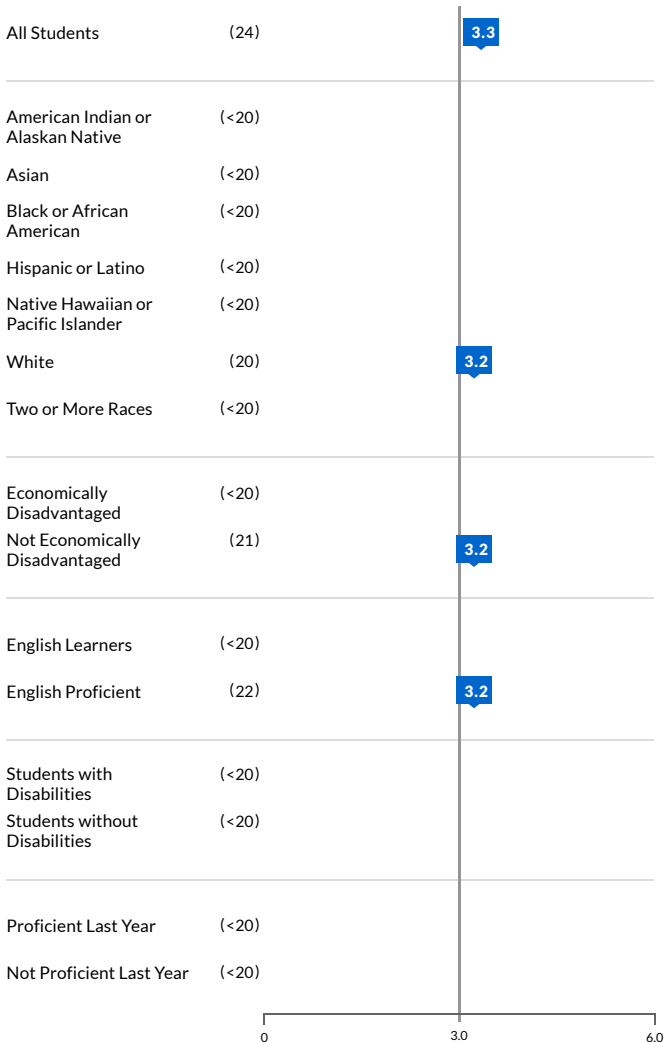 All Students (24) 3.3
American Indian or (<20)
Alaskan Native
Asian (<20)
Black or African (<20)
American
Hispanic or Latino (<20)
Native Hawaiian or (<20)
Pacific Islander
White (20) 3.2
Two or More Races (<20)
Economically (<20)
Disadvantaged
Not Economically (21) 3.2
Disadvantaged
English Learners (<20)
English Proficient (22) 3.2
Students with (<20)
Disabilities
Students without (<20)
Disabilities
Proficient Last Year (<20)
Not Proficient Last Year (<20)
0 3.0 6.0